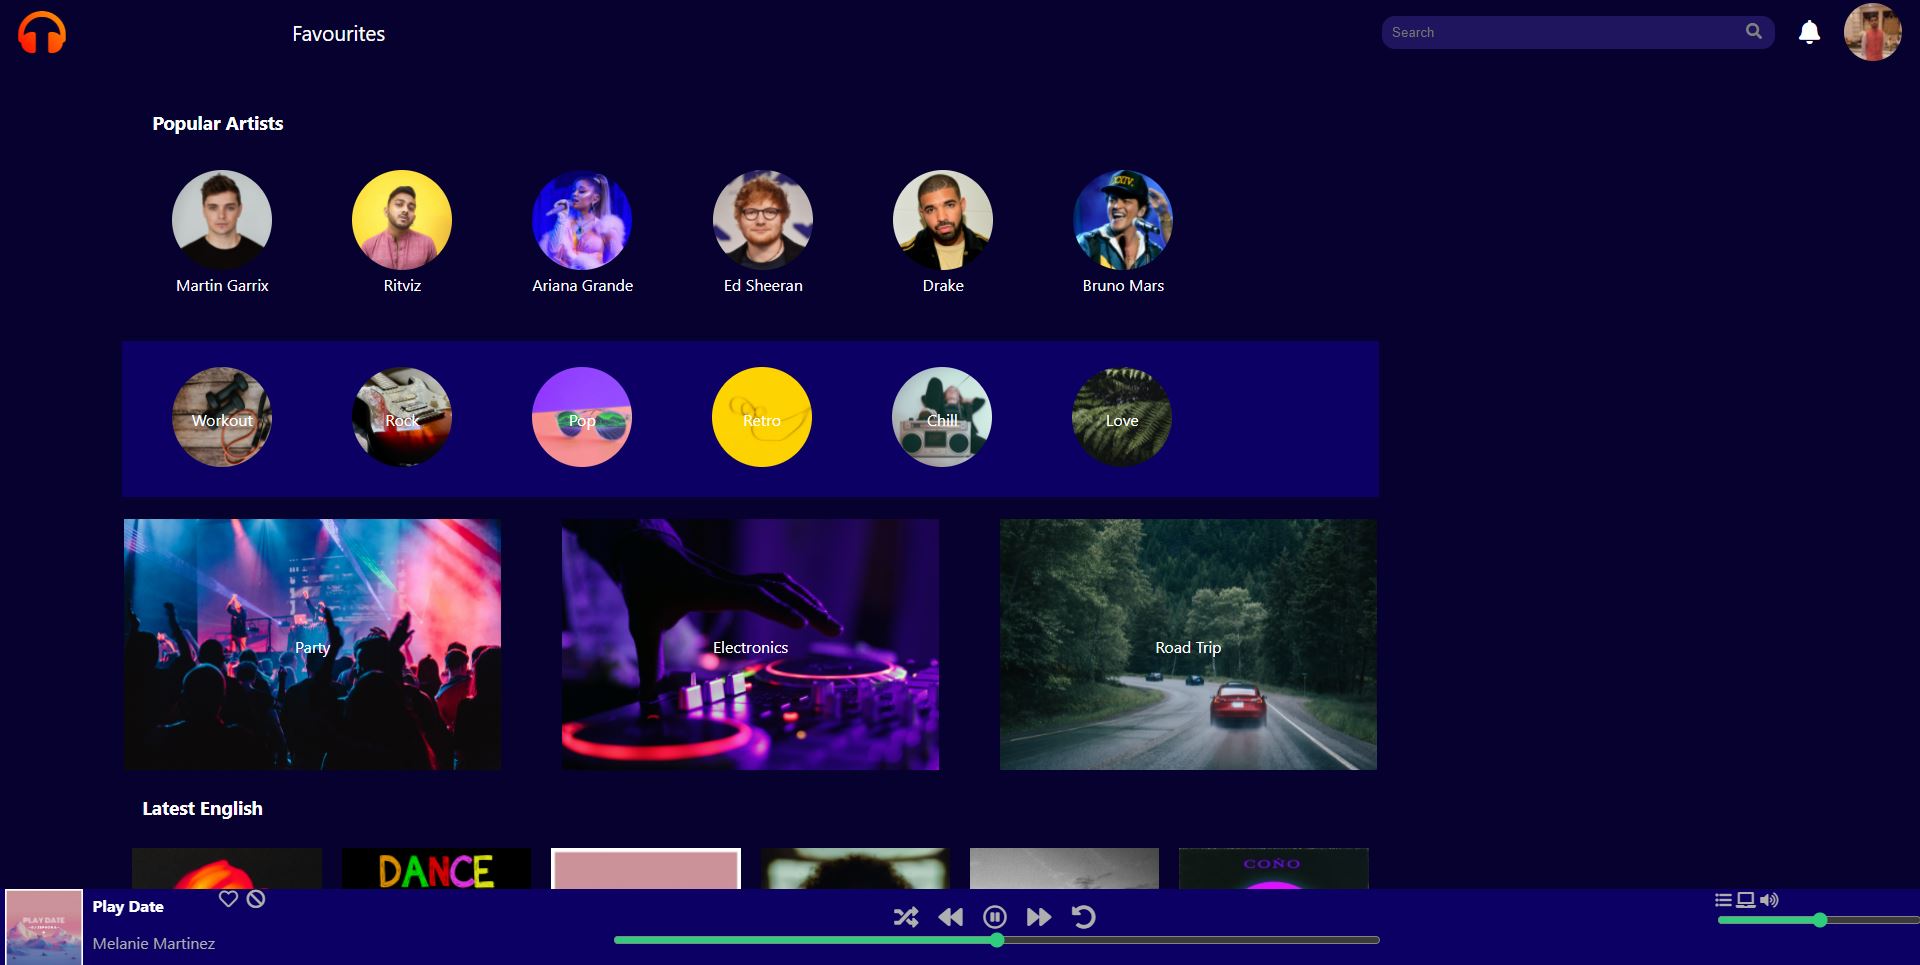 Favourites
Search
Popular Artists
Martin Garrix
Ritviz
Ariana Grande
Ed Sheeran
Drake
Bruno Mars
XXIV.
Workout
Rock
Pop
Retro
Chill
Love
Party
Electronics
Road Trip
Latest English
DANCE
COÑO
PLAY DATE
Play Date
Melanie Martinez